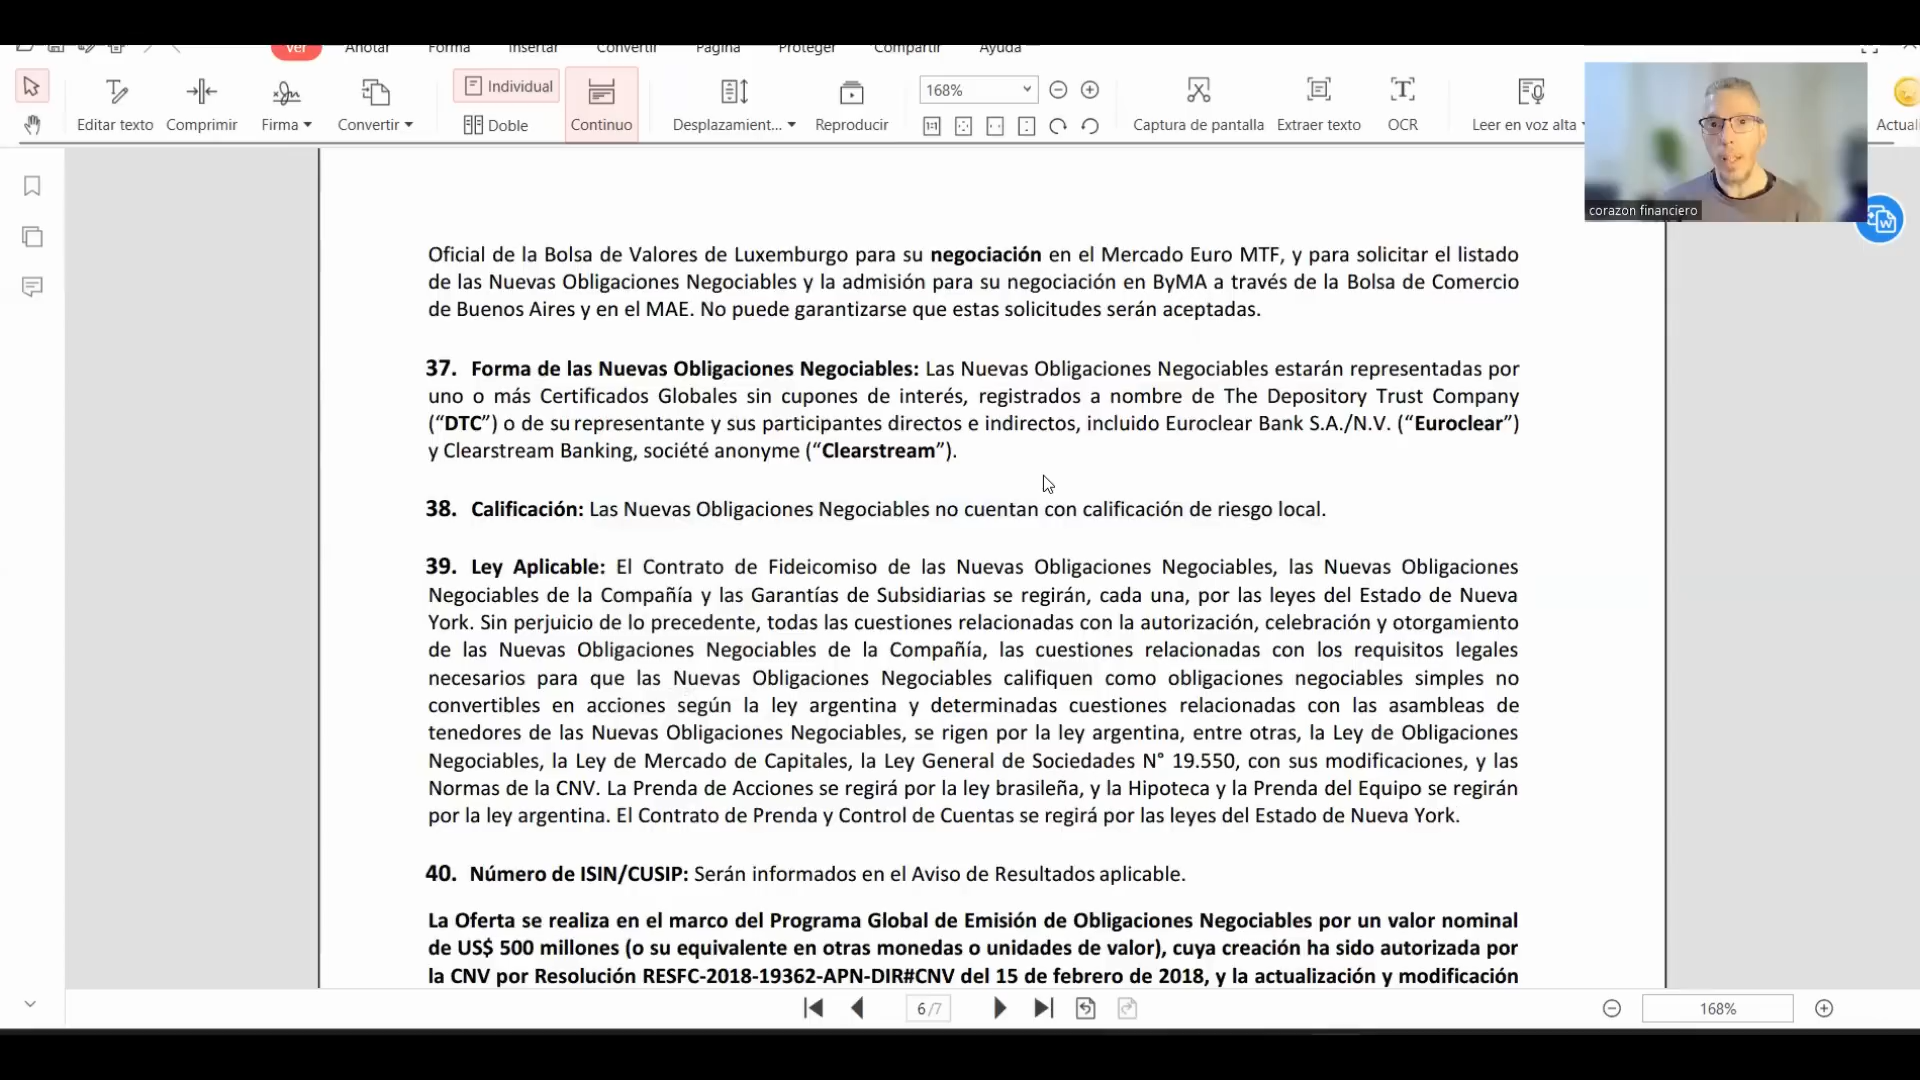 Ver Anotar Forma Insertar Convertir Página Proteger Compartir Ayuda
Individual
168%
Editar texto Comprimir Firma Convertir Doble Continuo Desplazamient... Reproducir Captura de pantalla Extraer texto OCR Leer en voz alta Actuali
corazon financiero
Oficial de la Bolsa de Valores de Luxemburgo para su negociación en el Mercado Euro MTF, y para solicitar el listado
de las Nuevas Obligaciones Negociables y la admisión para su negociación en ByMA a través de la Bolsa de Comercio
de Buenos Aires y en el MAE. No puede garantizarse que estas solicitudes serán aceptadas.
37. Forma de las Nuevas Obligaciones Negociables: Las Nuevas Obligaciones Negociables estarán representadas por
uno o más Certificados Globales sin cupones de interés, registrados a nombre de The Depository Trust Company
(“DTC”) o de su representante y sus participantes directos e indirectos, incluido Euroclear Bank S.A./N.V. (“Euroclear”)
y Clearstream Banking, société anonyme (“Clearstream”).
38. Calificación: Las Nuevas Obligaciones Negociables no cuentan con calificación de riesgo local.
39. Ley Aplicable: El Contrato de Fideicomiso de las Nuevas Obligaciones Negociables, las Nuevas Obligaciones
Negociables de la Compañía y las Garantías de Subsidiarias se regirán, cada una, por las leyes del Estado de Nueva
York. Sin perjuicio de lo precedente, todas las cuestiones relacionadas con la autorización, celebración y otorgamiento
de las Nuevas Obligaciones Negociables de la Compañía, las cuestiones relacionadas con los requisitos legales
necesarios para que las Nuevas Obligaciones Negociables califiquen como obligaciones negociables simples no
convertibles en acciones según la ley argentina y determinadas cuestiones relacionadas con las asambleas de
tenedores de las Nuevas Obligaciones Negociables, se rigen por la ley argentina, entre otras, la Ley de Obligaciones
Negociables, la Ley de Mercado de Capitales, la Ley General de Sociedades N° 19.550, con sus modificaciones, y las
Normas de la CNV. La Prenda de Acciones se regirá por la ley brasileña, y la Hipoteca y la Prenda del Equipo se regirán
por la ley argentina. El Contrato de Prenda y Control de Cuentas se regirá por las leyes del Estado de Nueva York.
40. Número de ISIN/CUSIP: Serán informados en el Aviso de Resultados aplicable.
La Oferta se realiza en el marco del Programa Global de Emisión de Obligaciones Negociables por un valor nominal
de US$ 500 millones (o su equivalente en otras monedas o unidades de valor), cuya creación ha sido autorizada por
la CNV por Resolución RESFC-2018-19362-APN-DIR#CNV del 15 de febrero de 2018, y la actualización y modificación
6 /7
168%